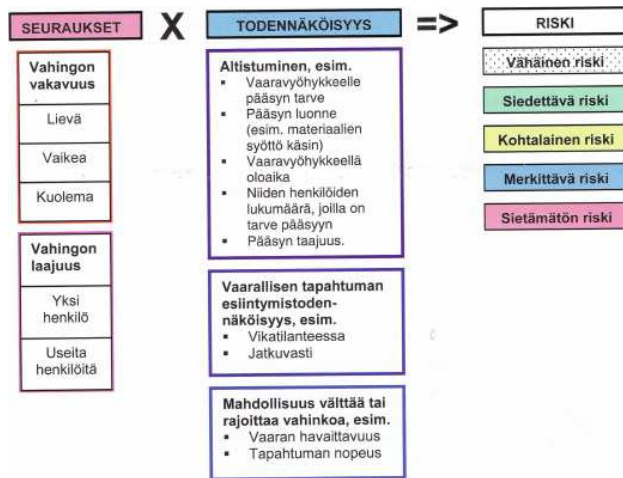 SEURAUKSET X TODENNÄKÖISYYS => RISKI
Vahingon
vakavuus
Lievä
Vaikea
Kuolema
Vahingon
laajuus
Yksi
henkilö
Useita
henkilöitä
Altistuminen, esim.
▪ Vaaravyöhykkeelle
pääsyn tarve
▪ Pääsyn luonne
(esim. materiaalien
syöttö käsin)
▪ Vaaravyöhykkeellä
oloaika
▪ Niiden henkilöiden
lukumäärä, joilla on
tarve pääsyyn
▪ Pääsyn taajuus.
Vaarallisen tapahtuman
esiintymistoden-
näköisyys, esim.
▪ Vikatilanteessa
▪ Jatkuvasti
Mahdollisuus välttää tai
rajoittaa vahinkoa, esim.
▪ Vaaran havaittavuus
▪ Tapahtuman nopeus
Vähäinen riski
Siedettävä riski
Kohtalainen riski
Merkittävä riski
Sietämätön riski